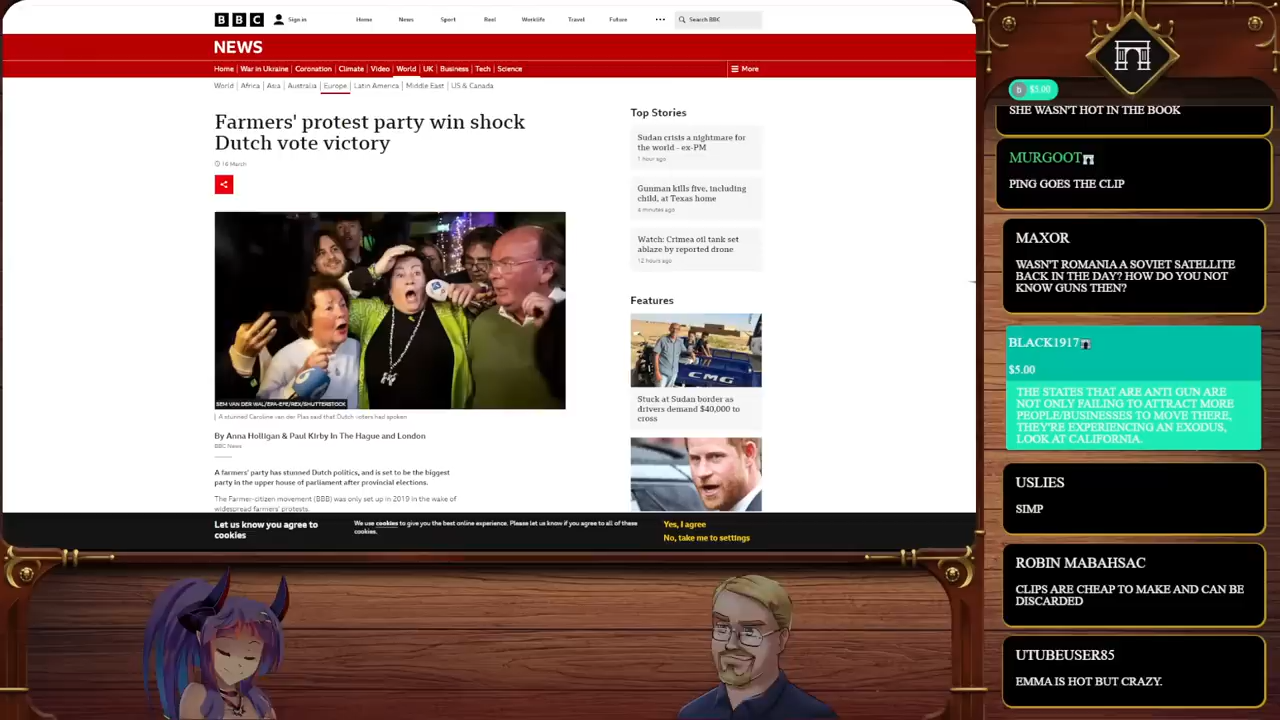 BBC
Sign in
Home
News
Sport
Reel
Worklife
Travel
Future
Search BBC
NEWS
Home | War in Ukraine | Coronation | Climate | Video | World | UK | Business | Tech | Science
More
World | Africa | Asia | Australia | Europe | Latin America | Middle East | US & Canada
Farmers' protest party win shock
Dutch vote victory
16 March
SEM VAN DER WAL/EPA-EFE/REX/SHUTTERSTOCK
A stunned Caroline van der Plas said that Dutch voters had spoken
By Anna Holligan & Paul Kirby In The Hague and London
BBC News
A farmers' party has stunned Dutch politics, and is set to be the biggest
party in the upper house of parliament after provincial elections.
The Farmer-citizen movement (BBB) was only set up in 2019 in the wake of
widespread farmers' protests.
Top Stories
Sudan crisis a nightmare for
the world - ex-PM
1 hour ago
Gunman kills five, including
child, at Texas home
4 minutes ago
Watch: Crimea oil tank set
ablaze by reported drone
12 hours ago
Features
CMG
Stuck at Sudan border as
drivers demand $40,000 to
cross
Let us know you agree to
cookies
We use cookies to give you the best online experience. Please let us know if you agree to all of these
cookies.
Yes, I agree
No, take me to settings
b $5.00
SHE WASN'T HOT IN THE BOOK
MURGOOT
PING GOES THE CLIP
MAXOR
WASN'T ROMANIA A SOVIET SATELLITE
BACK IN THE DAY? HOW DO YOU NOT
KNOW GUNS THEN?
BLACK1917
$5.00
THE STATES THAT ARE ANTI GUN ARE
NOT ONLY FAILING TO ATTRACT MORE
PEOPLE/BUSINESSES TO MOVE THERE,
THEY'RE EXPERIENCING AN EXODUS,
LOOK AT CALIFORNIA.
USLIES
SIMP
ROBIN MABAHSAC
CLIPS ARE CHEAP TO MAKE AND CAN BE
DISCARDED
UTUBEUSER85
EMMA IS HOT BUT CRAZY.